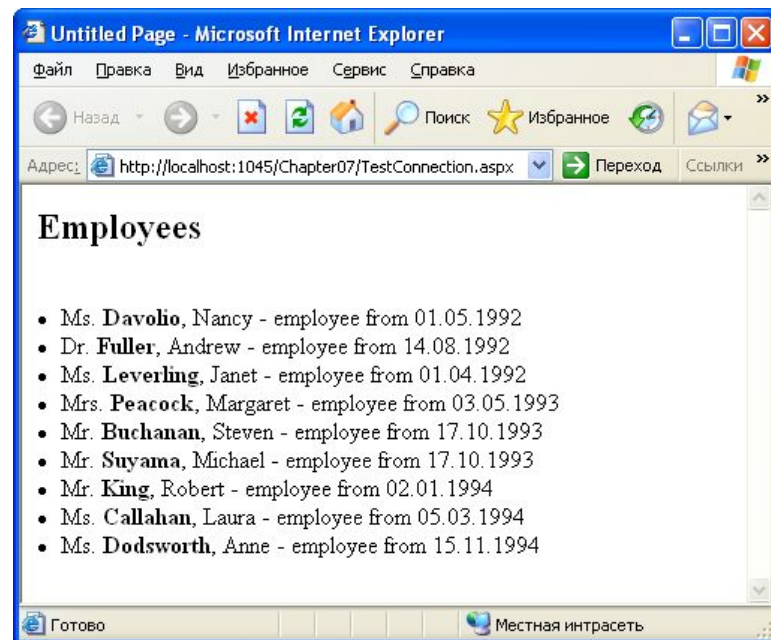 Untitled Page - Microsoft Internet Explorer
Файл Правка Вид Избранное Сервис Справка
Назад Поиск Избранное »
Адрес: http://localhost:1045/Chapter07/TestConnection.aspx Переход Ссылки »
Employees
• Ms. Davolio, Nancy - employee from 01.05.1992
• Dr. Fuller, Andrew - employee from 14.08.1992
• Ms. Leverling, Janet - employee from 01.04.1992
• Mrs. Peacock, Margaret - employee from 03.05.1993
• Mr. Buchanan, Steven - employee from 17.10.1993
• Mr. Suyama, Michael - employee from 17.10.1993
• Mr. King, Robert - employee from 02.01.1994
• Ms. Callahan, Laura - employee from 05.03.1994
• Ms. Dodsworth, Anne - employee from 15.11.1994
Готово Местная интрасеть